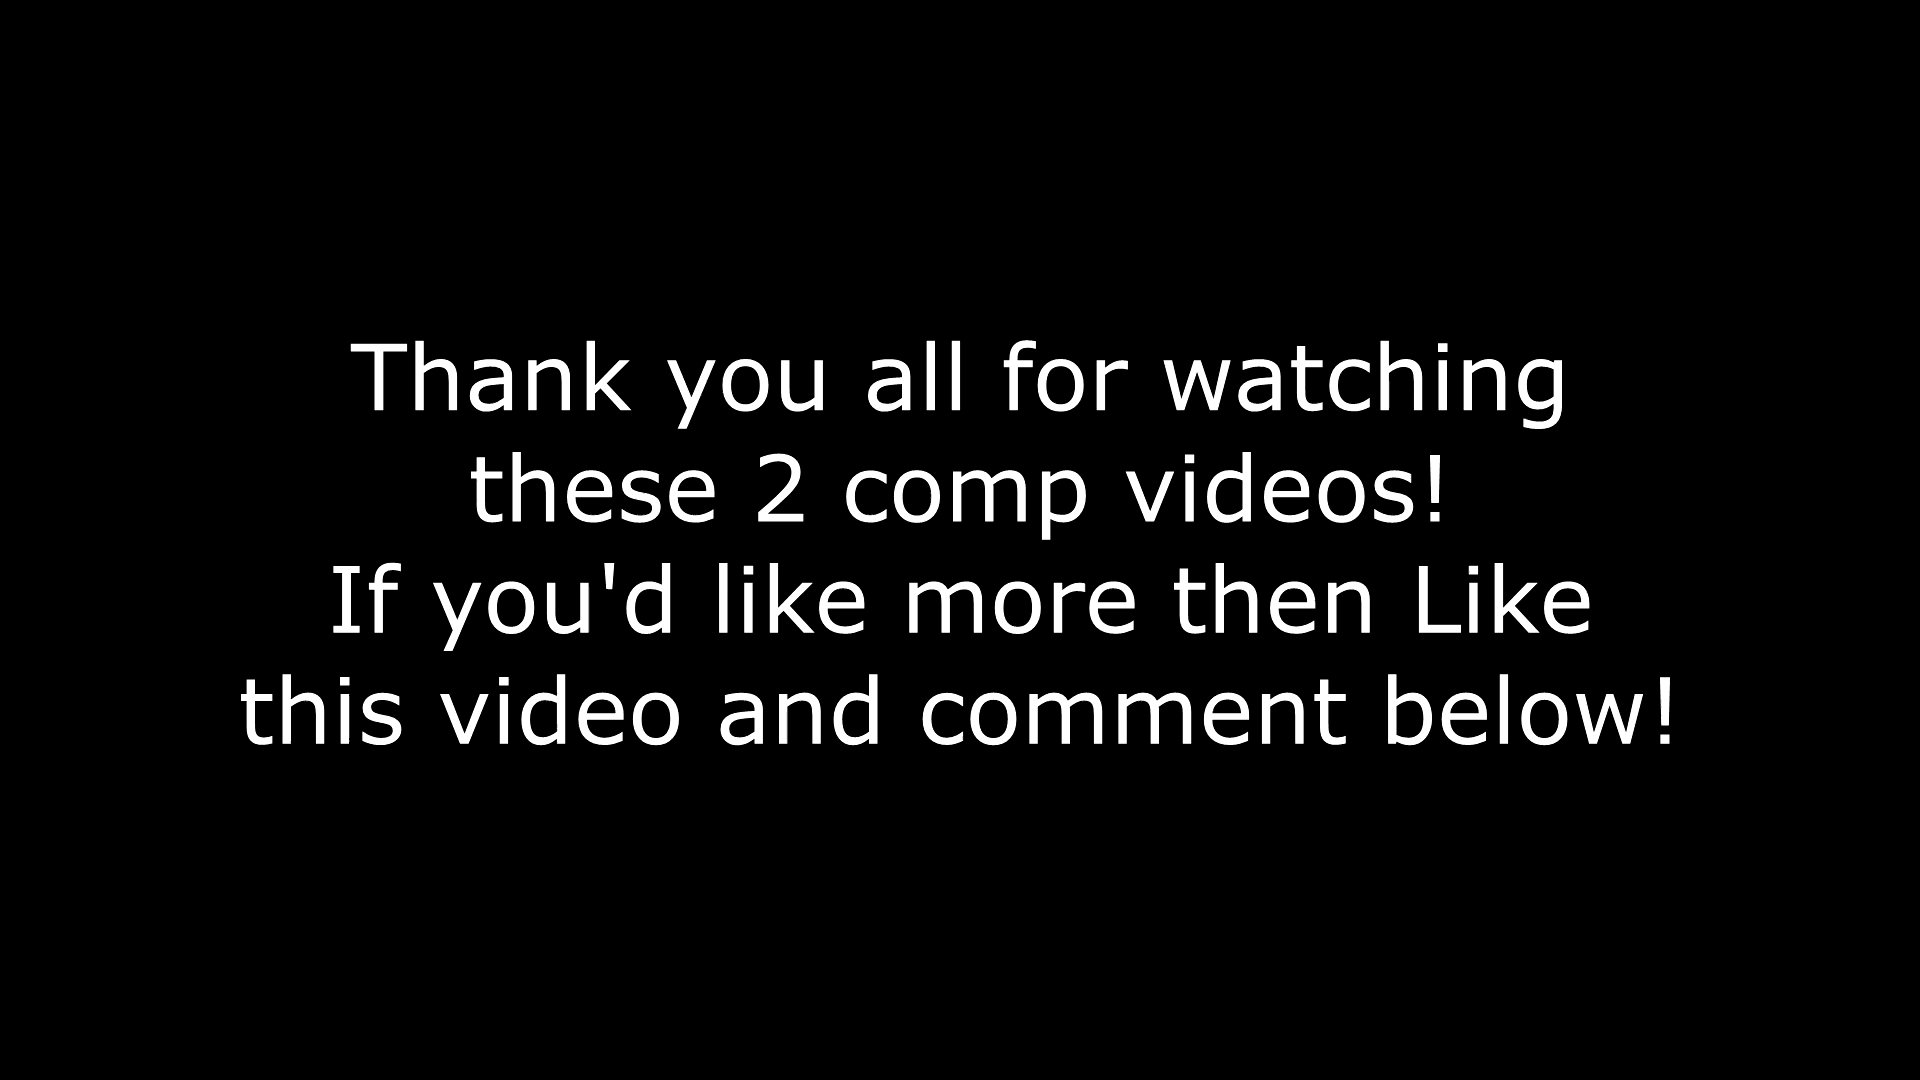 Thank you all for watching
these 2 comp videos!
If you'd like more then Like
this video and comment below!